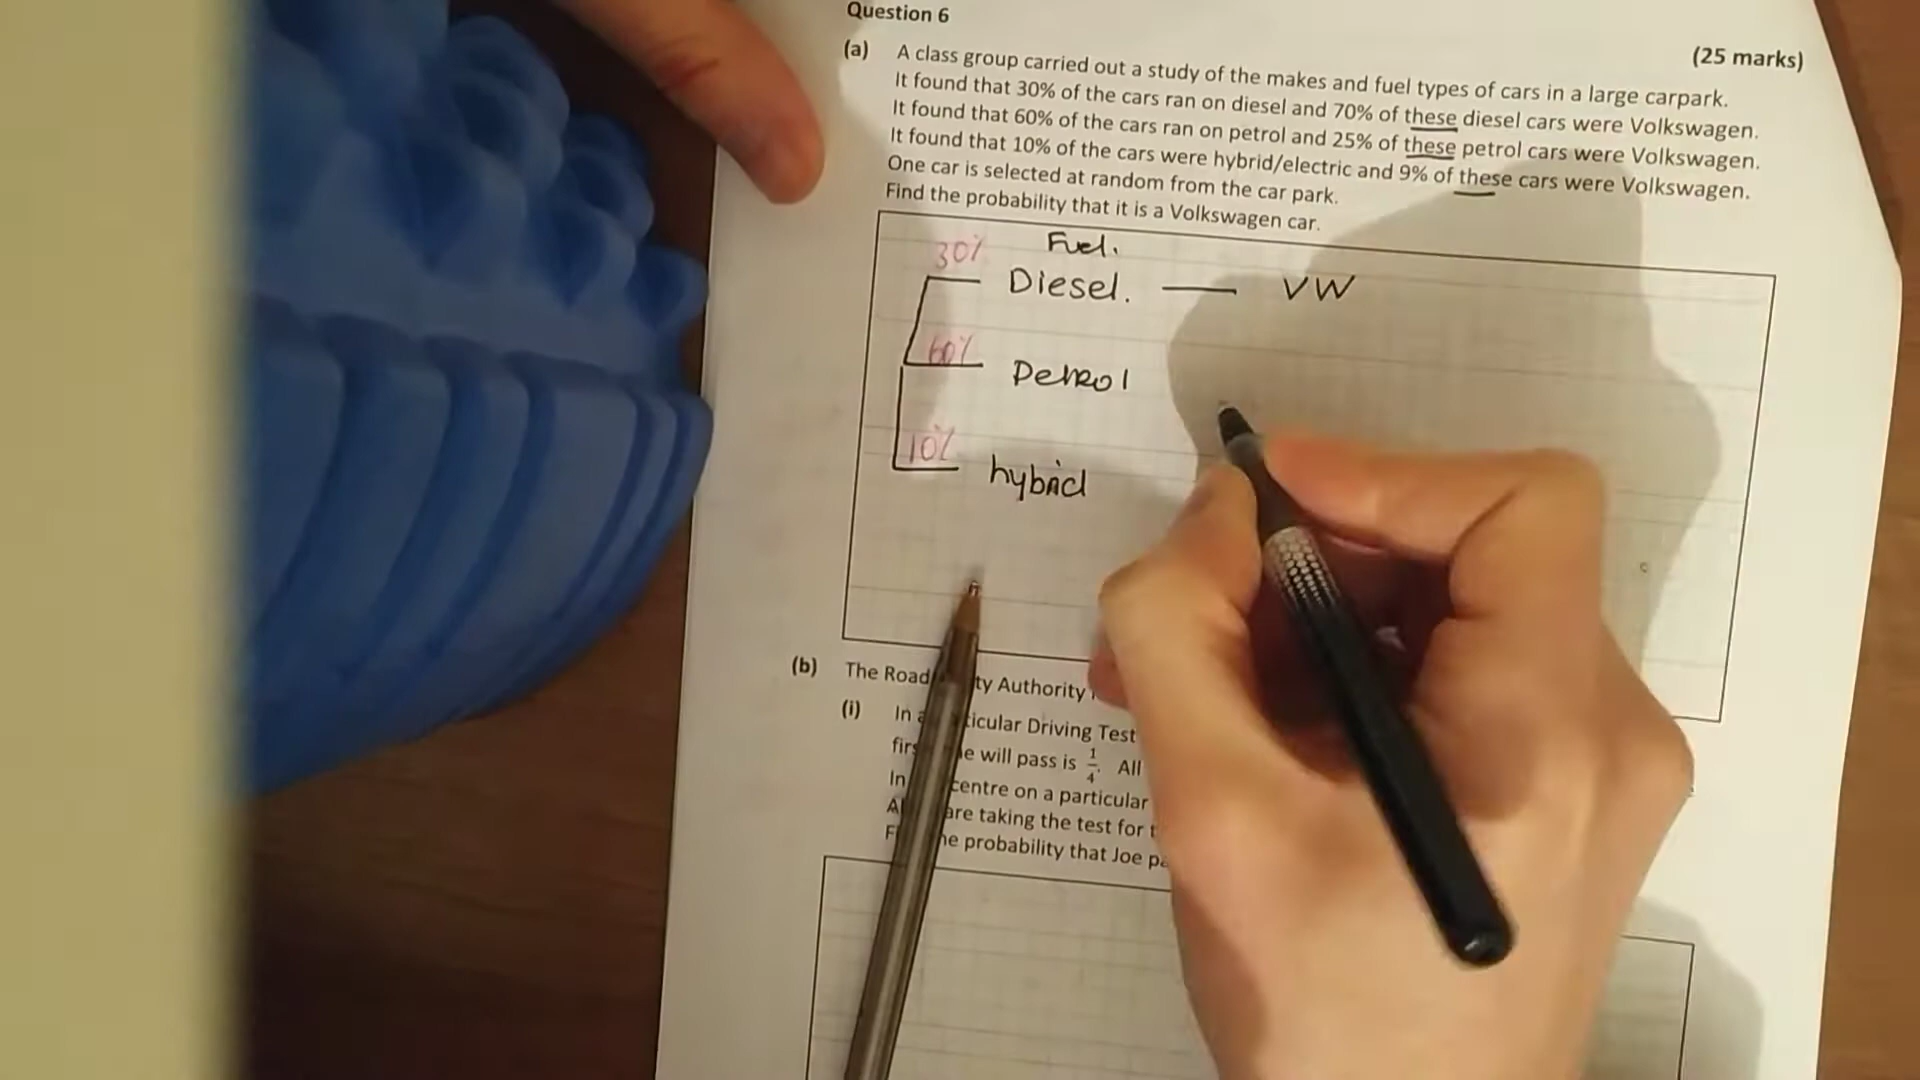 Question 6
(25 marks)
(a) A class group carried out a study of the makes and fuel types of cars in a large carpark.
It found that 30% of the cars ran on diesel and 70% of these diesel cars were Volkswagen.
It found that 60% of the cars ran on petrol and 25% of these petrol cars were Volkswagen.
It found that 10% of the cars were hybrid/electric and 9% of these cars were Volkswagen.
One car is selected at random from the car park.
Find the probability that it is a Volkswagen car.
Fuel.
30% Diesel. VW
60% Petrol
10% hybrid
(b) The Road ty Authority
(i) In a icular Driving Test
firs e will pass is 1/4. All
In centre on a particular
are taking the test for t
he probability that Joe pa